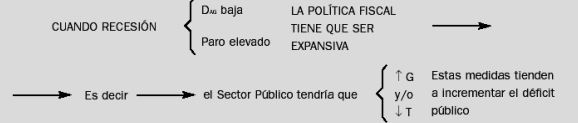 CUANDO RECESIÓN
DAG baja
Paro elevado
LA POLÍTICA FISCAL
TIENE QUE SER
EXPANSIVA
Es decir
el Sector Público tendría que
↑ G
y/o
↓ T
Estas medidas tienden
a incrementar el déficit
público